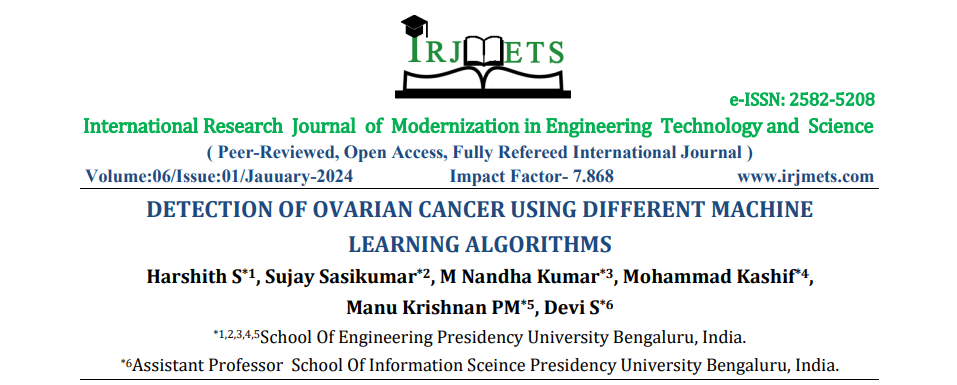 IRJMETS
e-ISSN: 2582-5208
International Research Journal of Modernization in Engineering Technology and Science
( Peer-Reviewed, Open Access, Fully Refereed International Journal )
Volume:06/Issue:01/Jauuary-2024 Impact Factor- 7.868 www.irjmets.com
DETECTION OF OVARIAN CANCER USING DIFFERENT MACHINE
LEARNING ALGORITHMS
Harshith S*1, Sujay Sasikumar*2, M Nandha Kumar*3, Mohammad Kashif*4,
Manu Krishnan PM*5, Devi S*6
*1,2,3,4,5School Of Engineering Presidency University Bengaluru, India.
*6Assistant Professor School Of Information Sceince Presidency University Bengaluru, India.